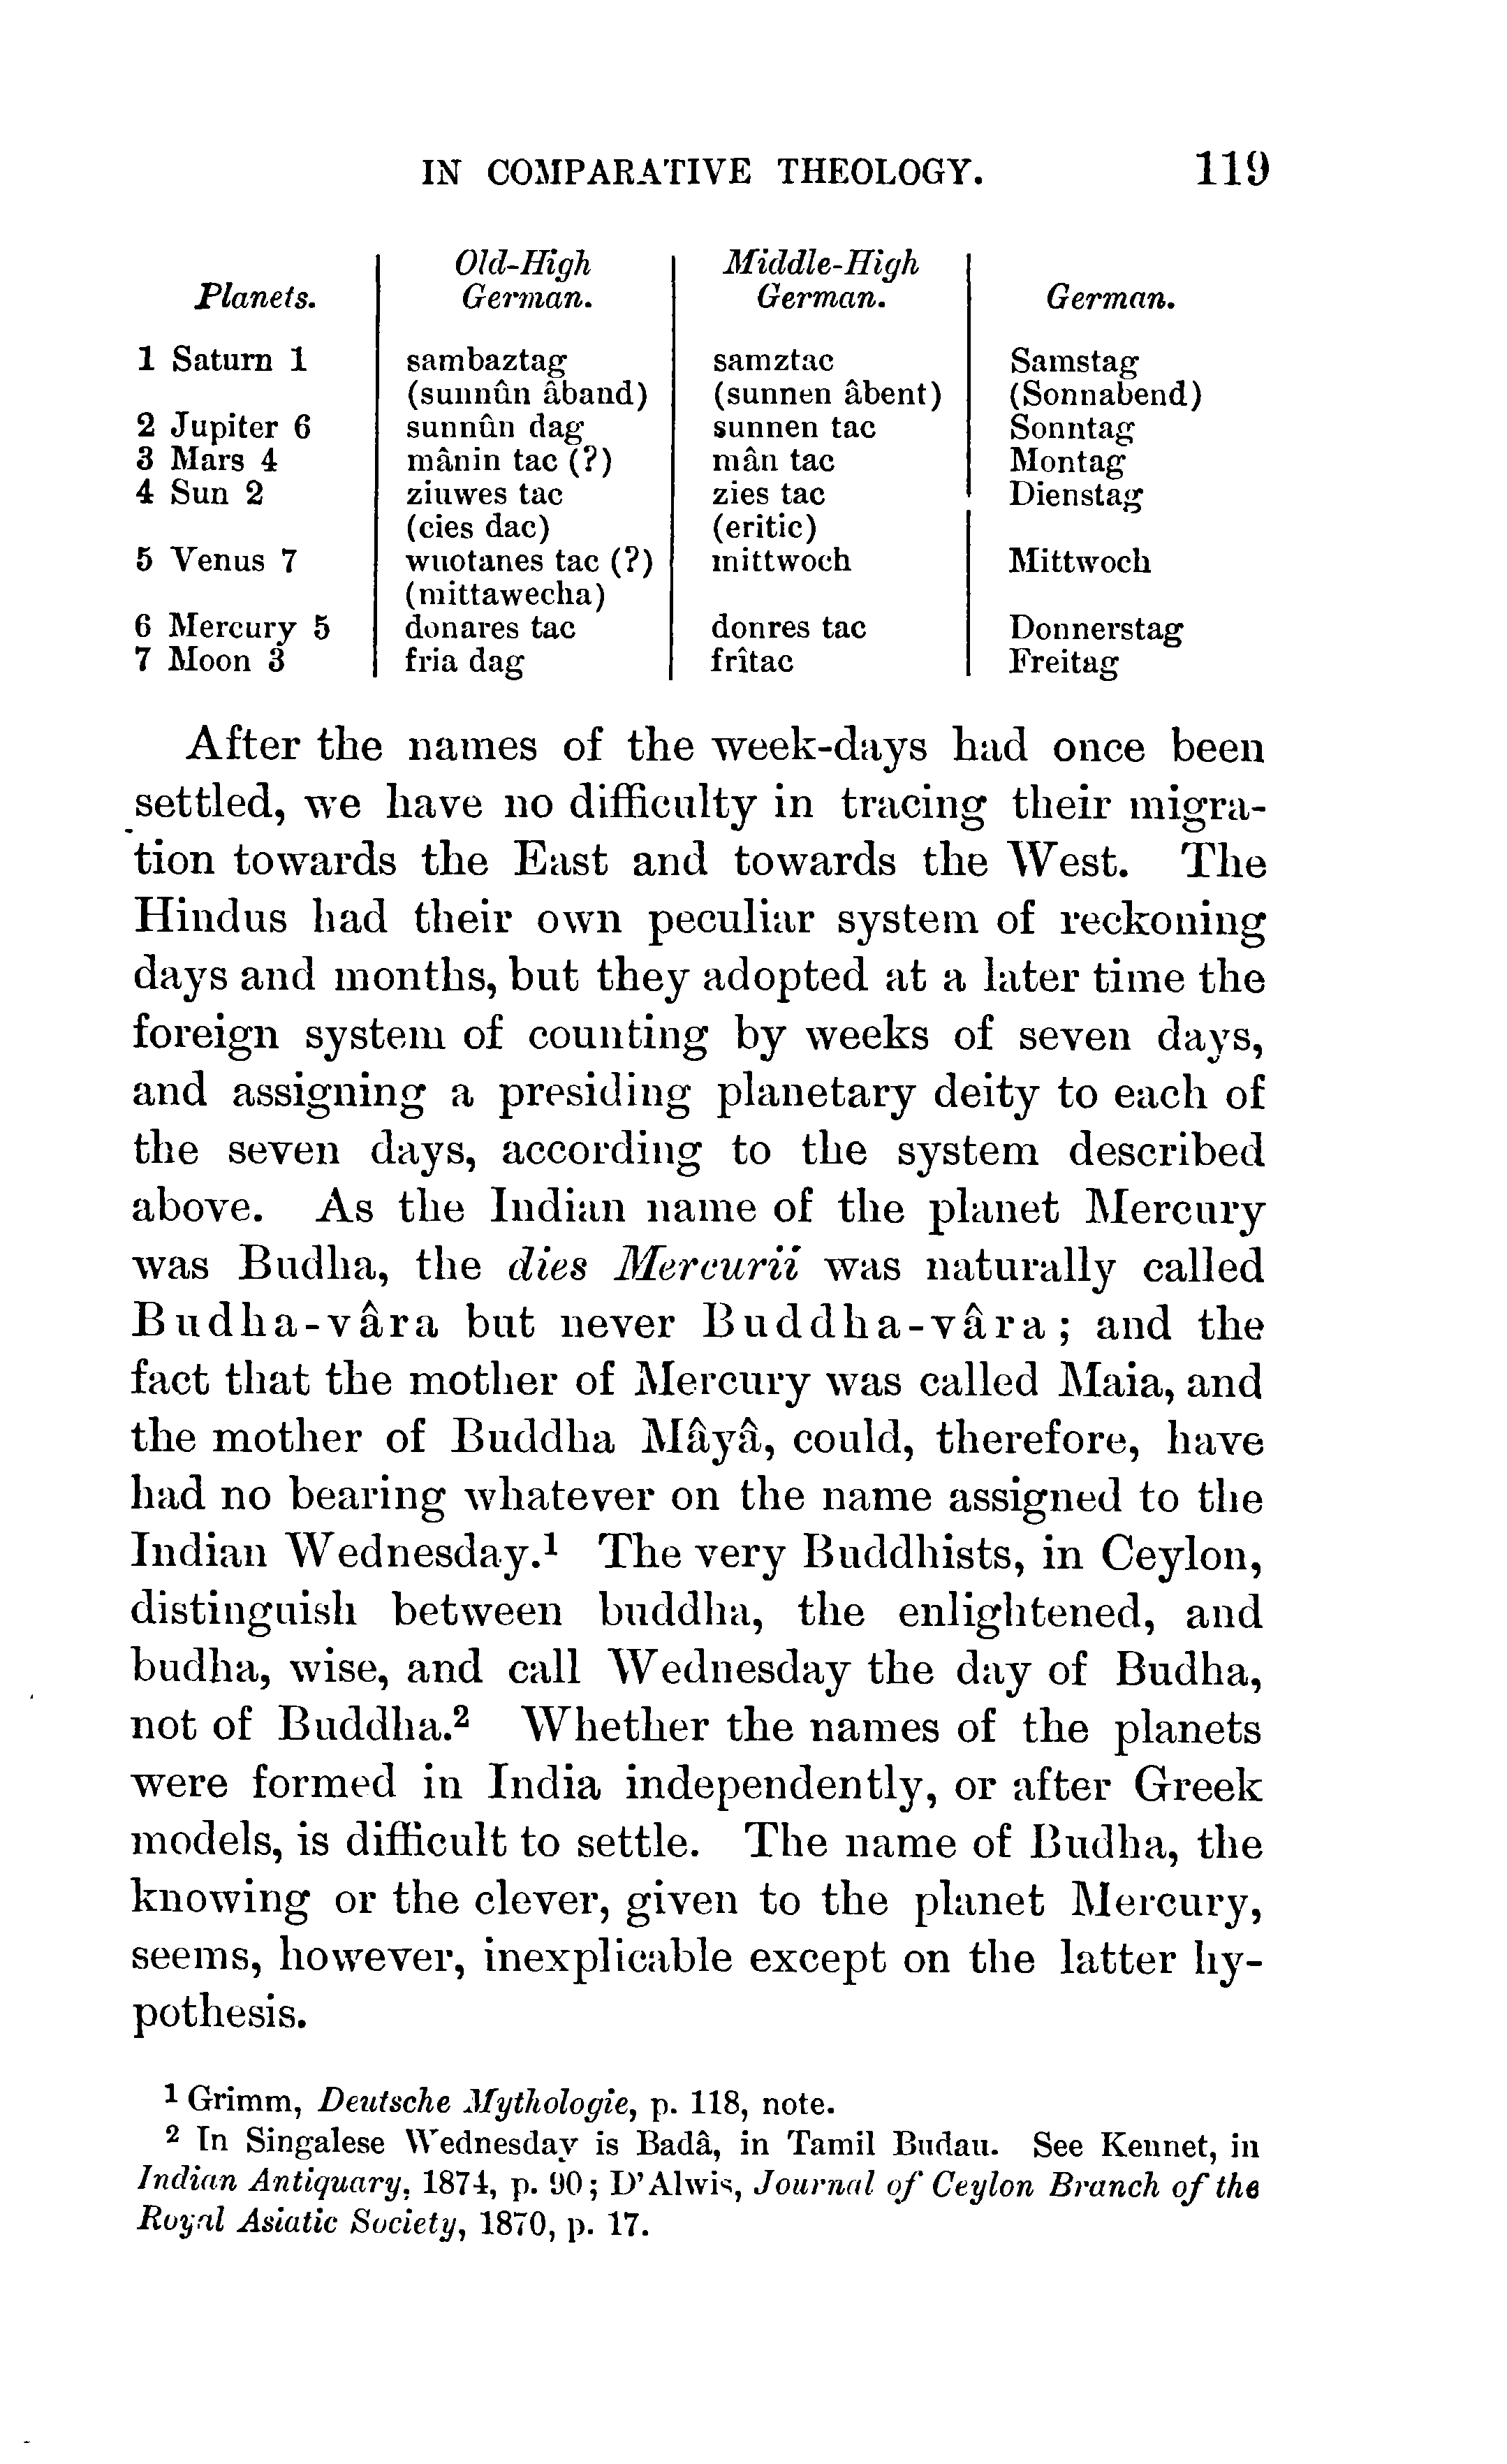 IN COMPARATIVE THEOLOGY. 119
Planets. | Old-High German. | Middle-High German. | German.
1 Saturn 1 | sambaztag | samztac | Samstag
(sunnûn âband) | (sunnen âbent) | (Sonnabend)
2 Jupiter 6 | sunnûn dag | sunnen tac | Sonntag
3 Mars 4 | mânin tac (?) | mân tac | Montag
4 Sun 2 | ziuwes tac | zies tac | Dienstag
(cies dac) | (eritic)
5 Venus 7 | wuotanes tac (?) | mittwoch | Mittwoch
(mittawecha)
6 Mercury 5 | donares tac | donres tac | Donnerstag
7 Moon 3 | fria dag | frîtac | Freitag
After the names of the week-days had once been
settled, we have no difficulty in tracing their migra-
tion towards the East and towards the West. The
Hindus had their own peculiar system of reckoning
days and months, but they adopted at a later time the
foreign system of counting by weeks of seven days,
and assigning a presiding planetary deity to each of
the seven days, according to the system described
above. As the Indian name of the planet Mercury
was Budha, the dies Mercurii was naturally called
Budha-vâra but never Buddha-vâra; and the
fact that the mother of Mercury was called Maia, and
the mother of Buddha Mâyâ, could, therefore, have
had no bearing whatever on the name assigned to the
Indian Wednesday.¹ The very Buddhists, in Ceylon,
distinguish between buddha, the enlightened, and
budha, wise, and call Wednesday the day of Budha,
not of Buddha.² Whether the names of the planets
were formed in India independently, or after Greek
models, is difficult to settle. The name of Budha, the
knowing or the clever, given to the planet Mercury,
seems, however, inexplicable except on the latter hy-
pothesis.
¹ Grimm, Deutsche Mythologie, p. 118, note.
² In Singalese Wednesday is Badâ, in Tamil Budau. See Kennet, in
Indian Antiquary, 1874, p. 90; D'Alwis, Journal of Ceylon Branch of the
Royal Asiatic Society, 1870, p. 17.